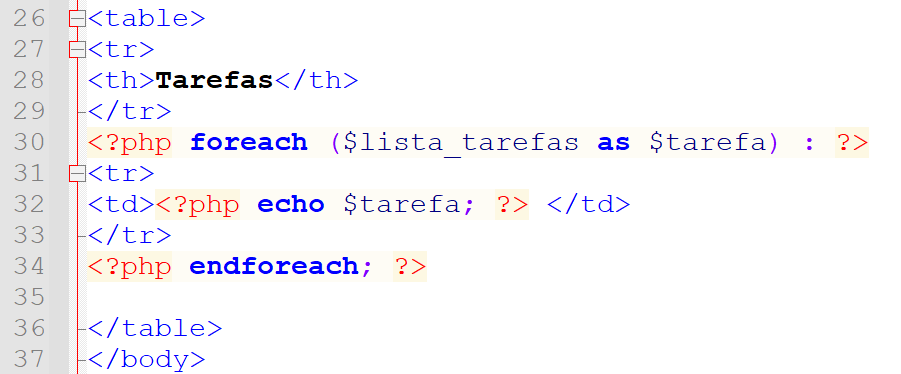 26 <table>
27 <tr>
28 <th>Tarefas</th>
29 </tr>
30 <?php foreach ($lista_tarefas as $tarefa) : ?>
31 <tr>
32 <td><?php echo $tarefa; ?> </td>
33 </tr>
34 <?php endforeach; ?>
35
36 </table>
37 </body>